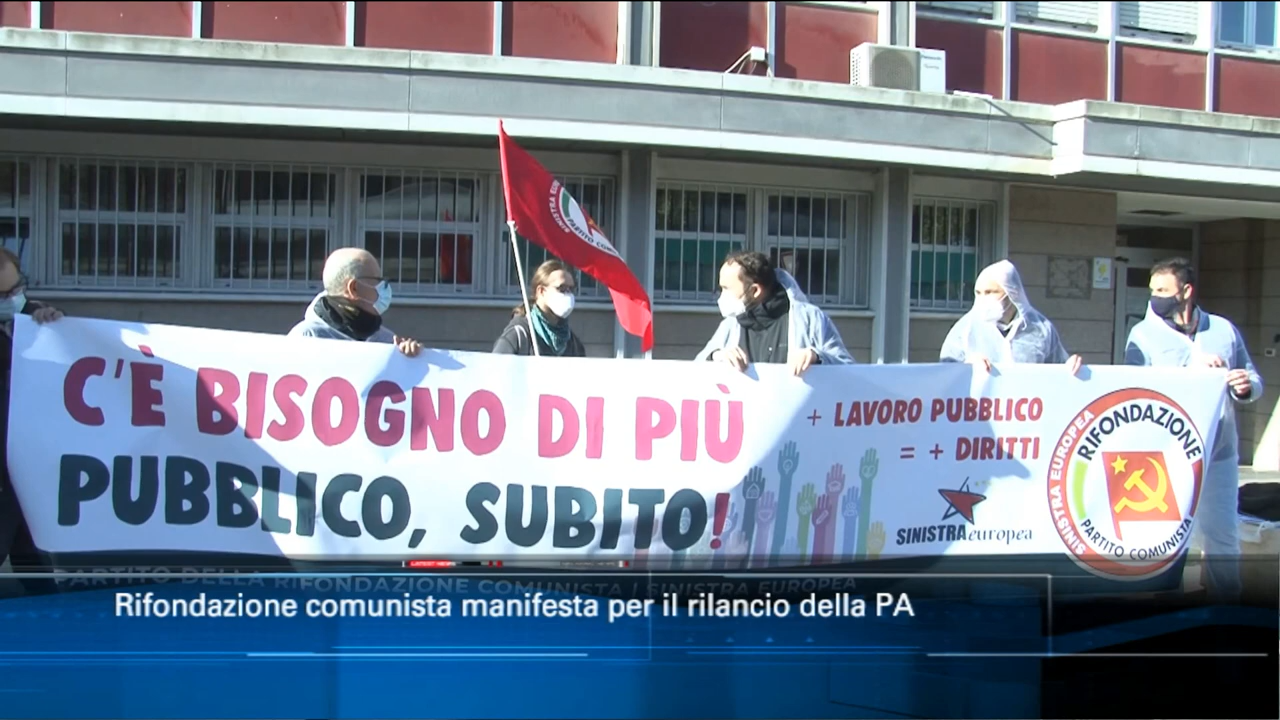 C'È BISOGNO DI PIÙ
PUBBLICO, SUBITO!
+ LAVORO PUBBLICO
= + DIRITTI
SINISTRA europea
SINISTRA EUROPEA
RIFONDAZIONE
PARTITO COMUNISTA
PARTITO DELLA RIFONDAZIONE COMUNISTA | SINISTRA EUROPEA
Rifondazione comunista manifesta per il rilancio della PA